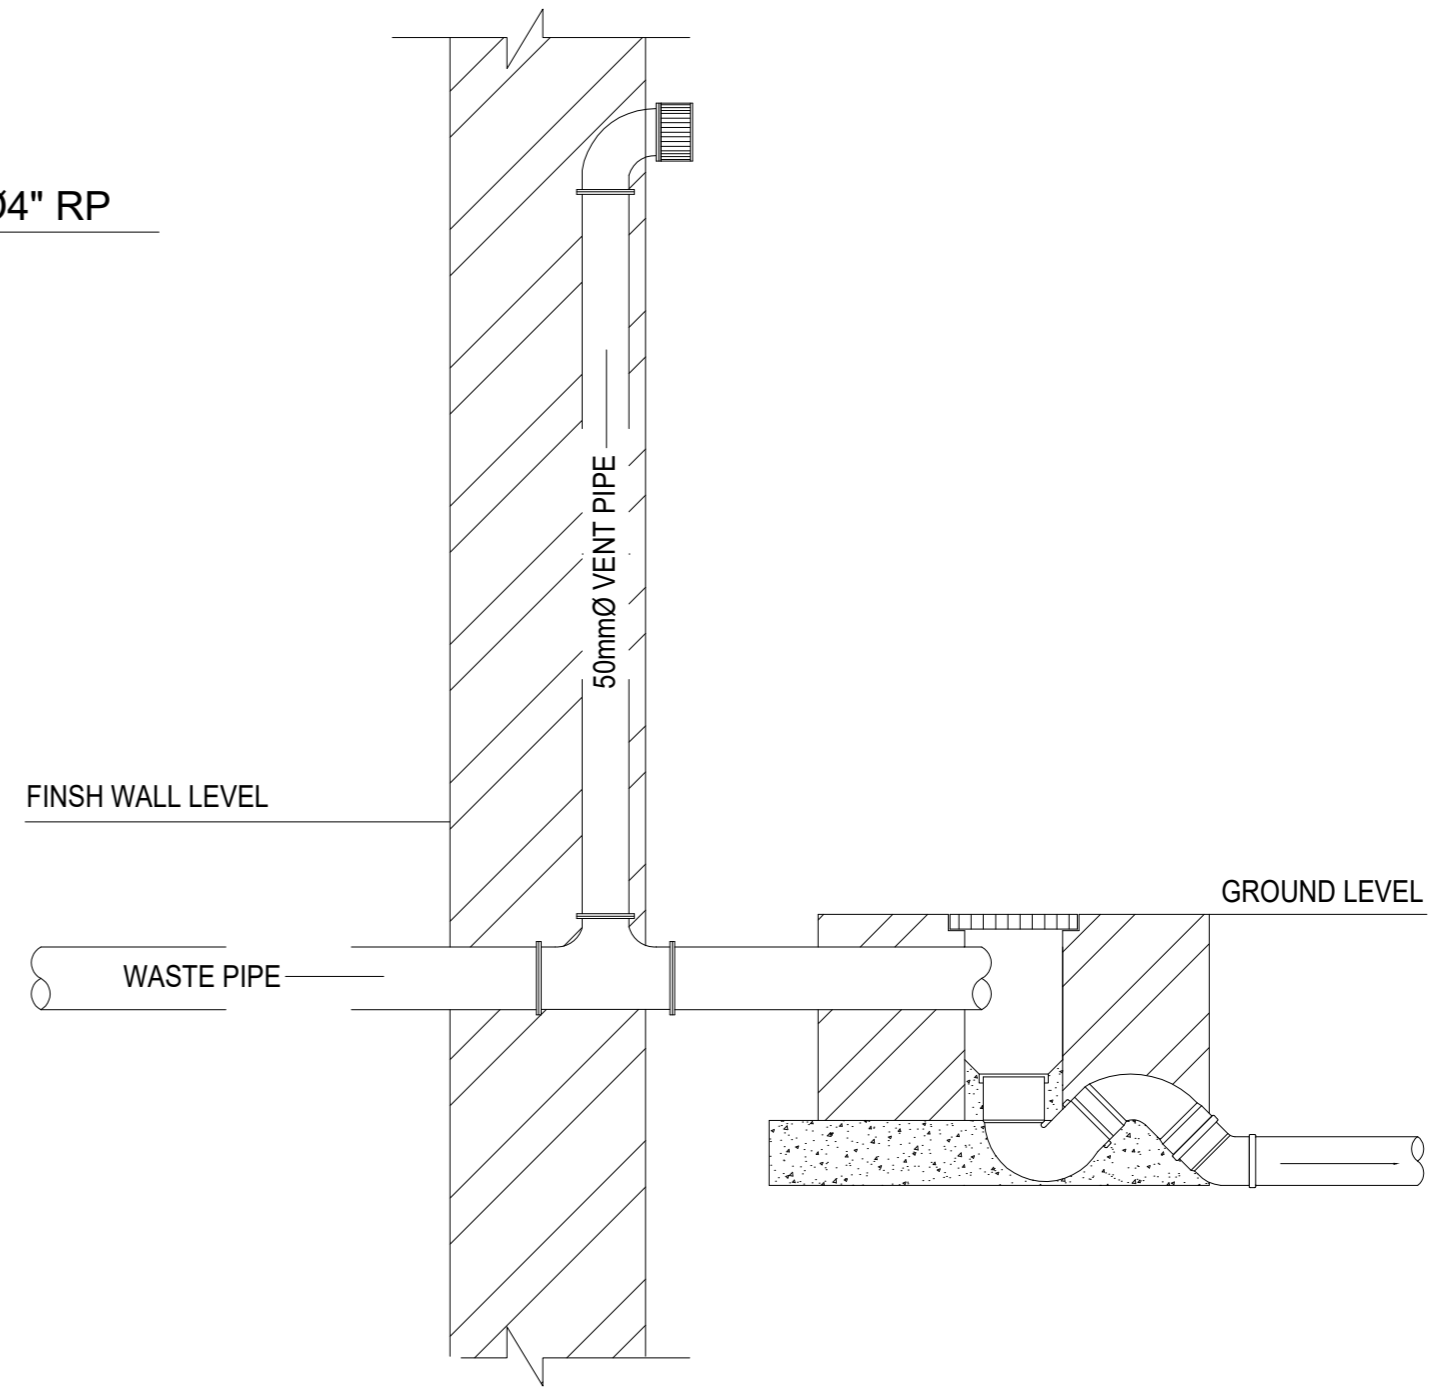 Ø4" RP
50mmØ VENT PIPE
FINSH WALL LEVEL
GROUND LEVEL
WASTE PIPE